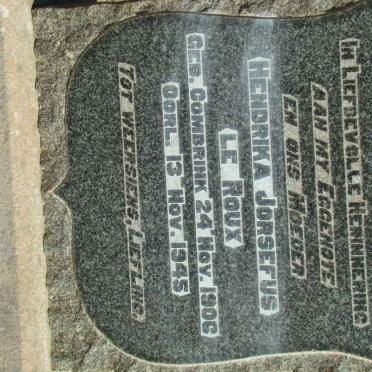 IN LIEFDEVOLLE HERINNERING
AAN MY EGGENOTE
EN ONS MOEDER
HENDRIKA JORSEFUS
LE ROUX
GEB. COMBRINK 24 NOV. 1906
OORL. 13 NOV. 1945
TOT WEERSIENS, LIEFLING.